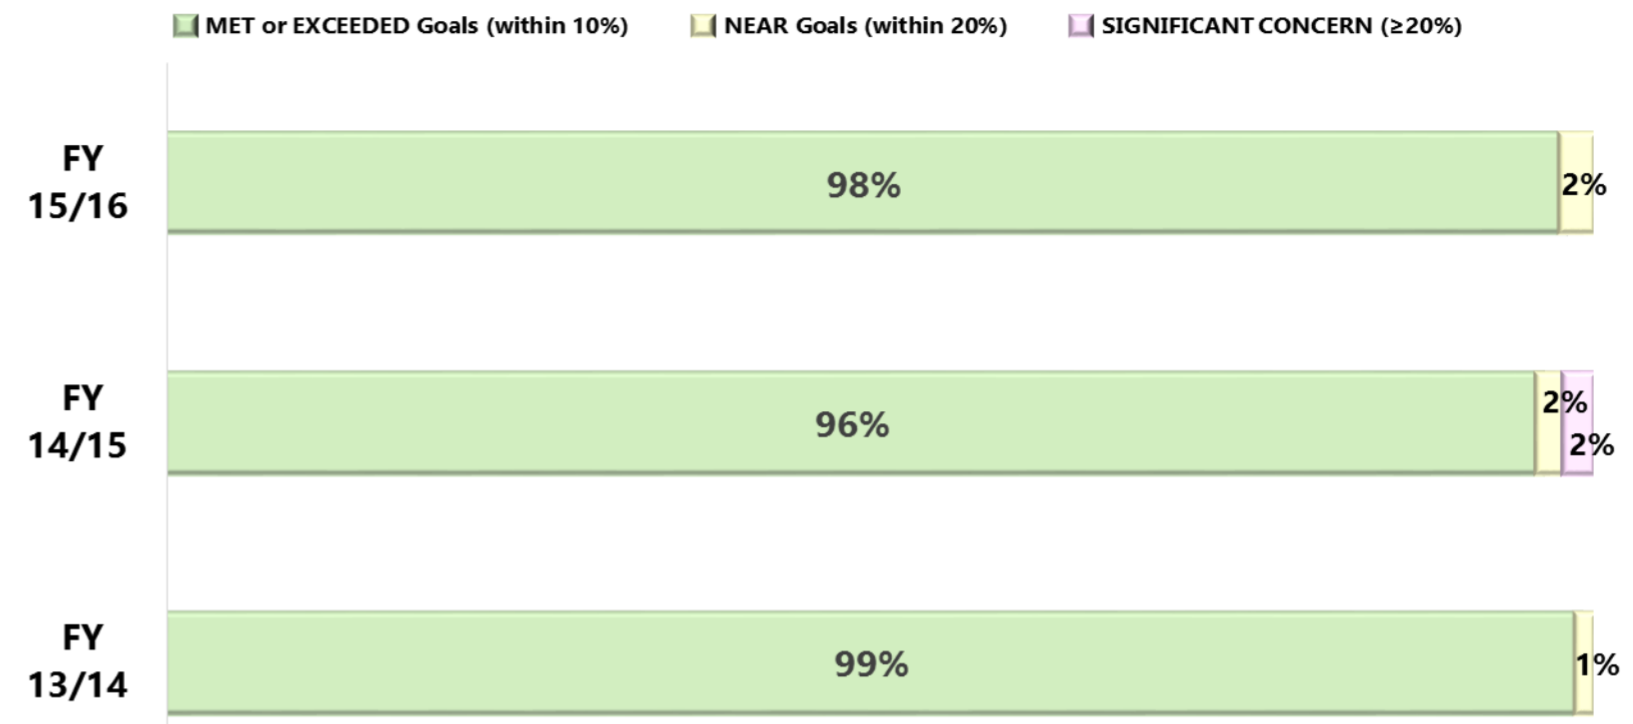 MET or EXCEEDED Goals (within 10%) NEAR Goals (within 20%) SIGNIFICANT CONCERN (≥20%)
FY
15/16
98%
2%
FY
14/15
96%
2%
2%
FY
13/14
99%
1%